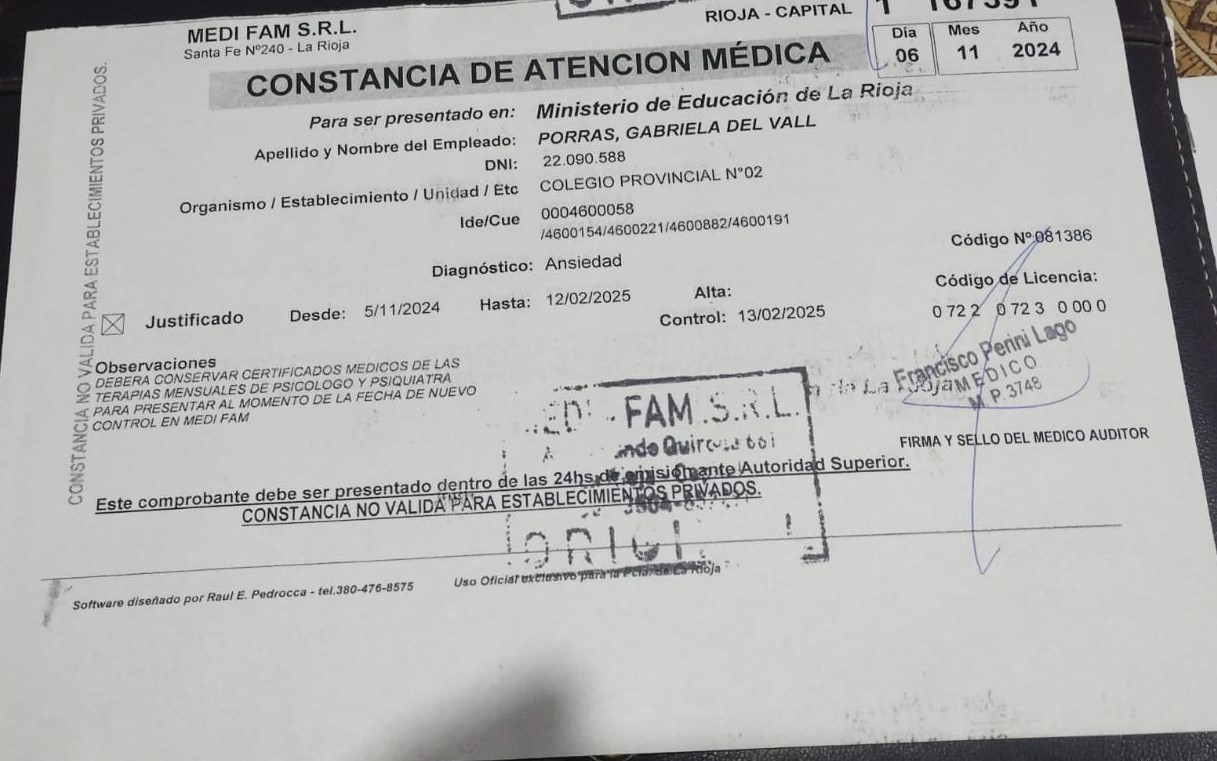 MEDI FAM S.R.L.
Santa Fe Nº240 - La Rioja
RIOJA - CAPITAL
CONSTANCIA DE ATENCION MÉDICA
Día Mes Año
06 11 2024
Para ser presentado en: Ministerio de Educación de La Rioja
Apellido y Nombre del Empleado: PORRAS, GABRIELA DEL VALL
DNI: 22.090.588
Organismo / Establecimiento / Unidad / Etc COLEGIO PROVINCIAL N°02
Ide/Cue 0004600058
/4600154/4600221/4600882/4600191
Código Nº 081386
Diagnóstico: Ansiedad
Código de Licencia:
Justificado Desde: 5/11/2024 Hasta: 12/02/2025 Alta:
Control: 13/02/2025
0 72 2 0 72 3 0 00 0
Observaciones
DEBERA CONSERVAR CERTIFICADOS MEDICOS DE LAS
TERAPIAS MENSUALES DE PSICOLOGO Y PSIQUIATRA
PARA PRESENTAR AL MOMENTO DE LA FECHA DE NUEVO
CONTROL EN MEDI FAM
CONSTANCIA NO VALIDA PARA ESTABLECIMIENTOS PRIVADOS.
Francisco Perini Lago
MEDICO
M.P. 3748
FAM S.R.L.
FIRMA Y SELLO DEL MEDICO AUDITOR
Este comprobante debe ser presentado dentro de las 24hs de emisión ante Autoridad Superior.
CONSTANCIA NO VALIDA PARA ESTABLECIMIENTOS PRIVADOS.
Software diseñado por Raul E. Pedrocca - tel.380-476-8575
Uso Oficial exclusivo para la Pcia. de La Rioja